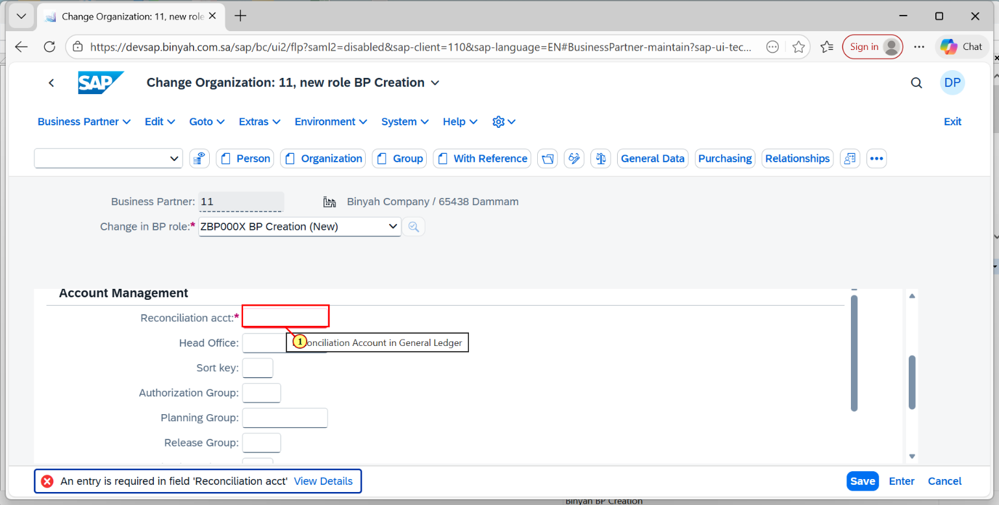 Change Organization: 11, new role
https://devsap.binyah.com.sa/sap/bc/ui2/flp?saml2=disabled&sap-client=110&sap-language=EN#BusinessPartner-maintain?sap-ui-tec...
Sign in
Chat
SAP
Change Organization: 11, new role BP Creation
DP
Business Partner
Edit
Goto
Extras
Environment
System
Help
Exit
Person
Organization
Group
With Reference
General Data
Purchasing
Relationships
Business Partner: 11
Binyah Company / 65438 Dammam
Change in BP role:* ZBP000X BP Creation (New)
Account Management
Reconciliation acct:*
Head Office:
1
Account in General Ledger
Sort key:
Authorization Group:
Planning Group:
Release Group:
An entry is required in field 'Reconciliation acct' View Details
Save
Enter
Cancel
Binyah BP Creation